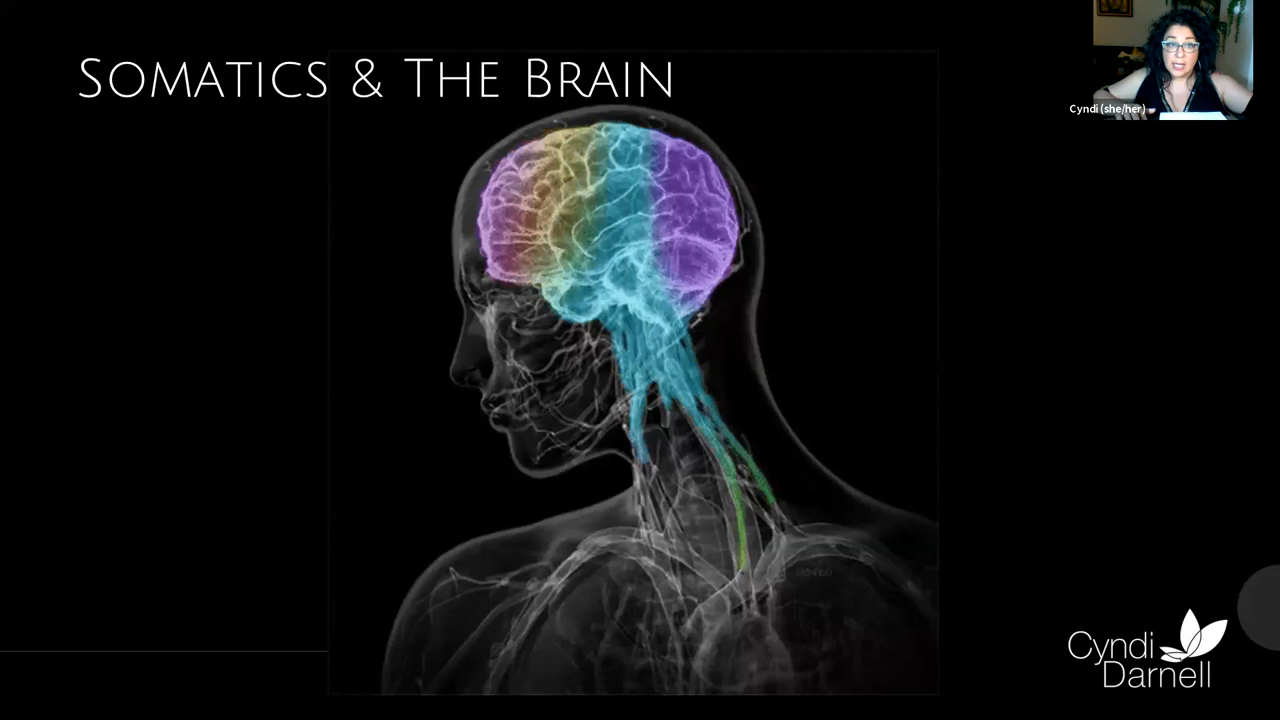 Somatics & The Brain
Cyndi (she/her)
Cyndi
Darnell